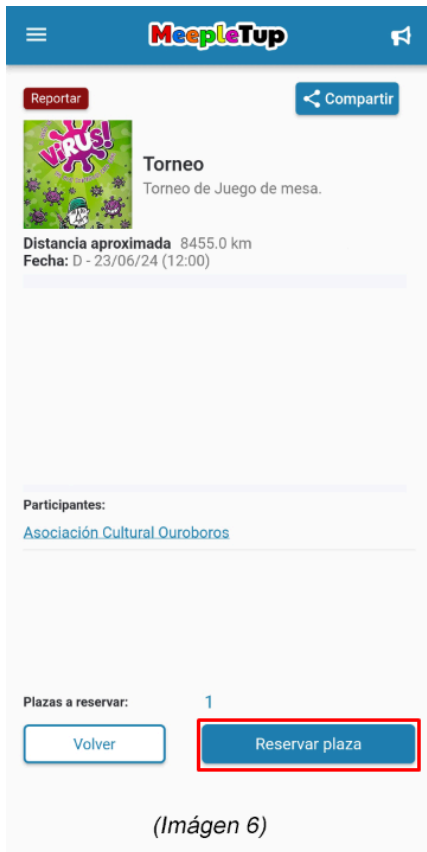 MeepleTup
Reportar
Compartir
VIRUS!
Torneo
Torneo de Juego de mesa.
Distancia aproximada 8455.0 km
Fecha: D - 23/06/24 (12:00)
Participantes:
Asociación Cultural Ouroboros
Plazas a reservar: 1
Volver
Reservar plaza
(Imágen 6)